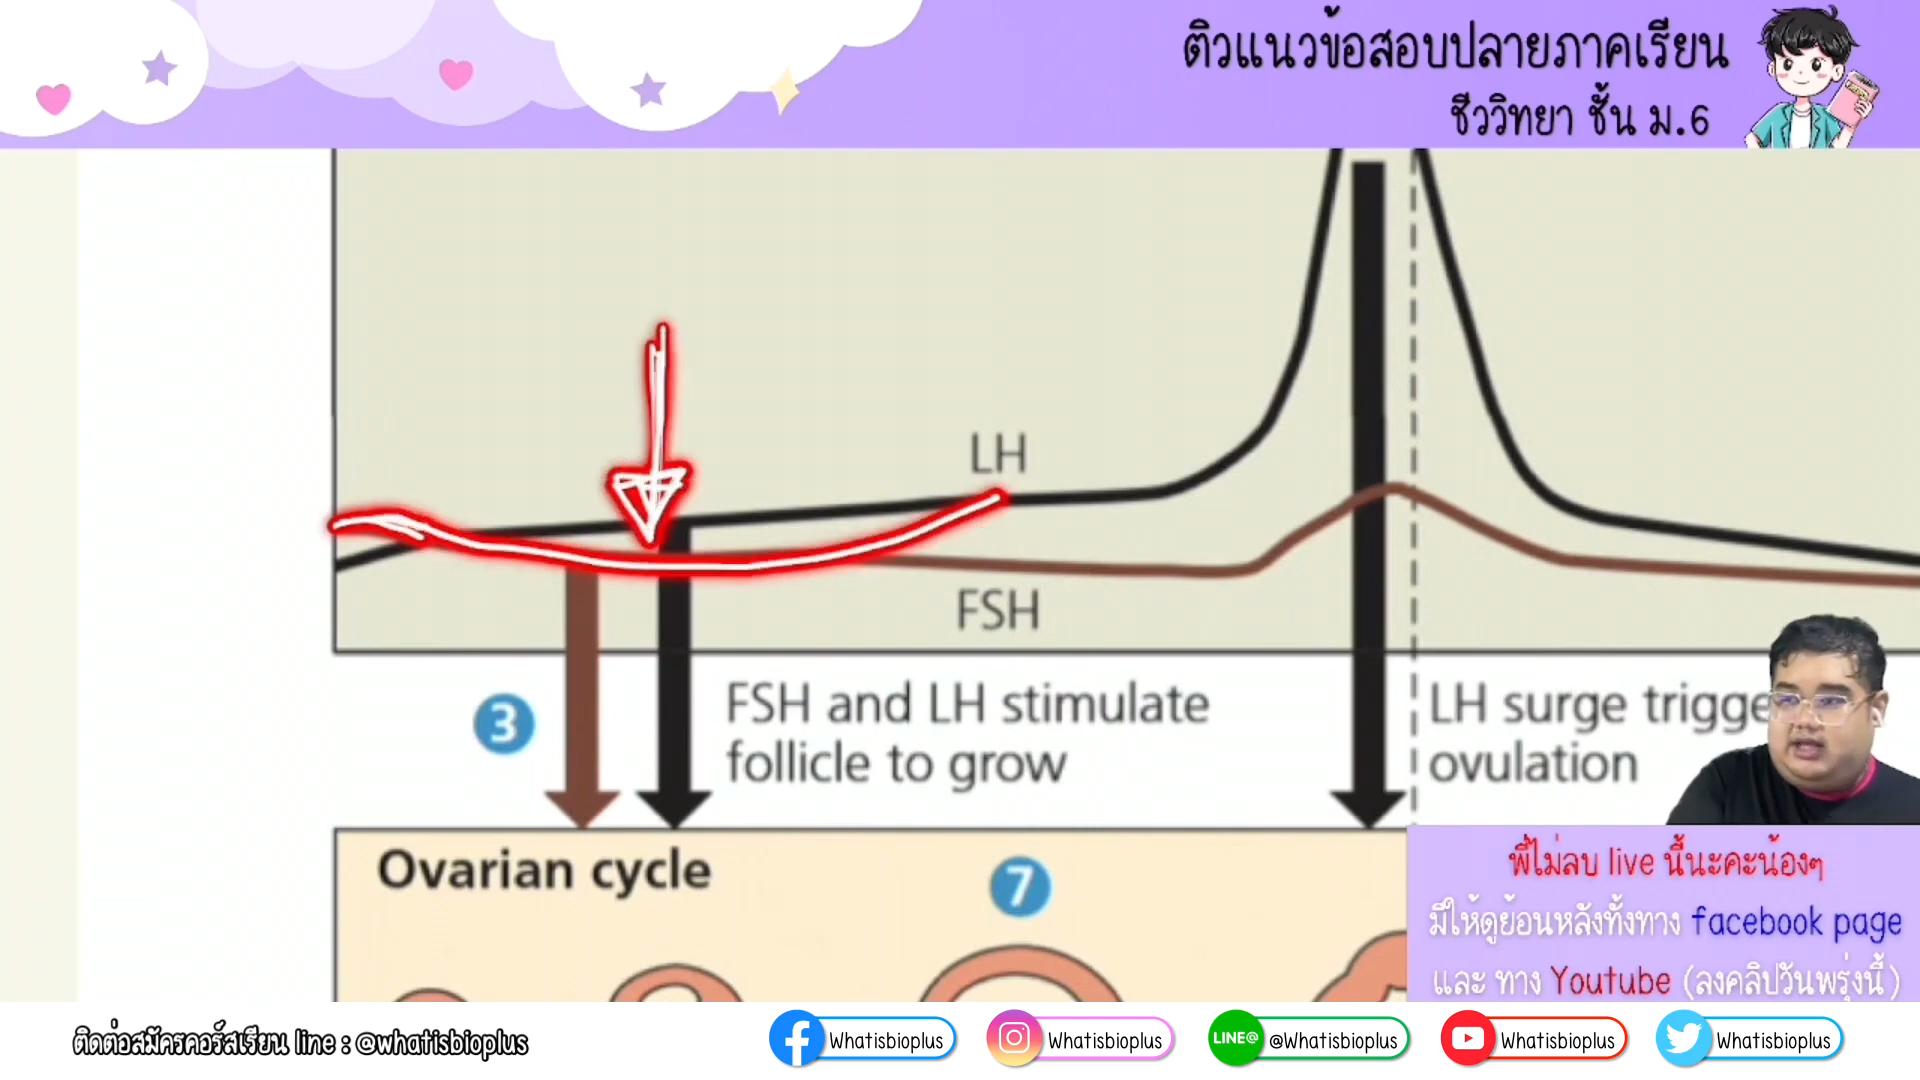 ติวแนวข้อสอบปลายภาคเรียน
ชีววิทยา ชั้น ม.6
LH
FSH
3
FSH and LH stimulate
follicle to grow
LH surge trigge
ovulation
Ovarian cycle
7
พี่ไม่ลบ live นี้นะคะน้องๆ
มีให้ดูย้อนหลังทั้งทาง facebook page
และ ทาง Youtube (ลงคลิปวันพรุ่งนี้)
ติดต่อสมัครคอร์สเรียน line : @whatisbioplus
Whatisbioplus
Whatisbioplus
LINE@ @Whatisbioplus
Whatisbioplus
Whatisbioplus